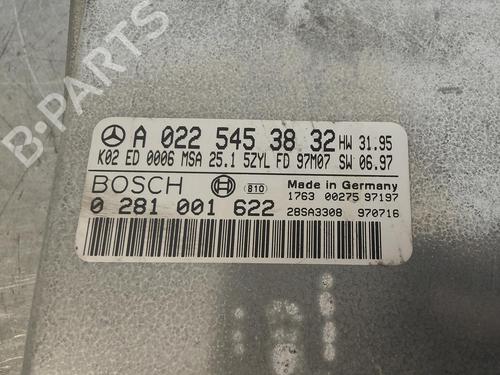 B-PARTS
A 022 545 38 32 HW 31.95
K02 ED 0006 MSA 25.1 5ZYL FD 97M07 SW 06.97
BOSCH 810 Made in Germany
1763 00275 97197
0 281 001 622 28SA3308 970716